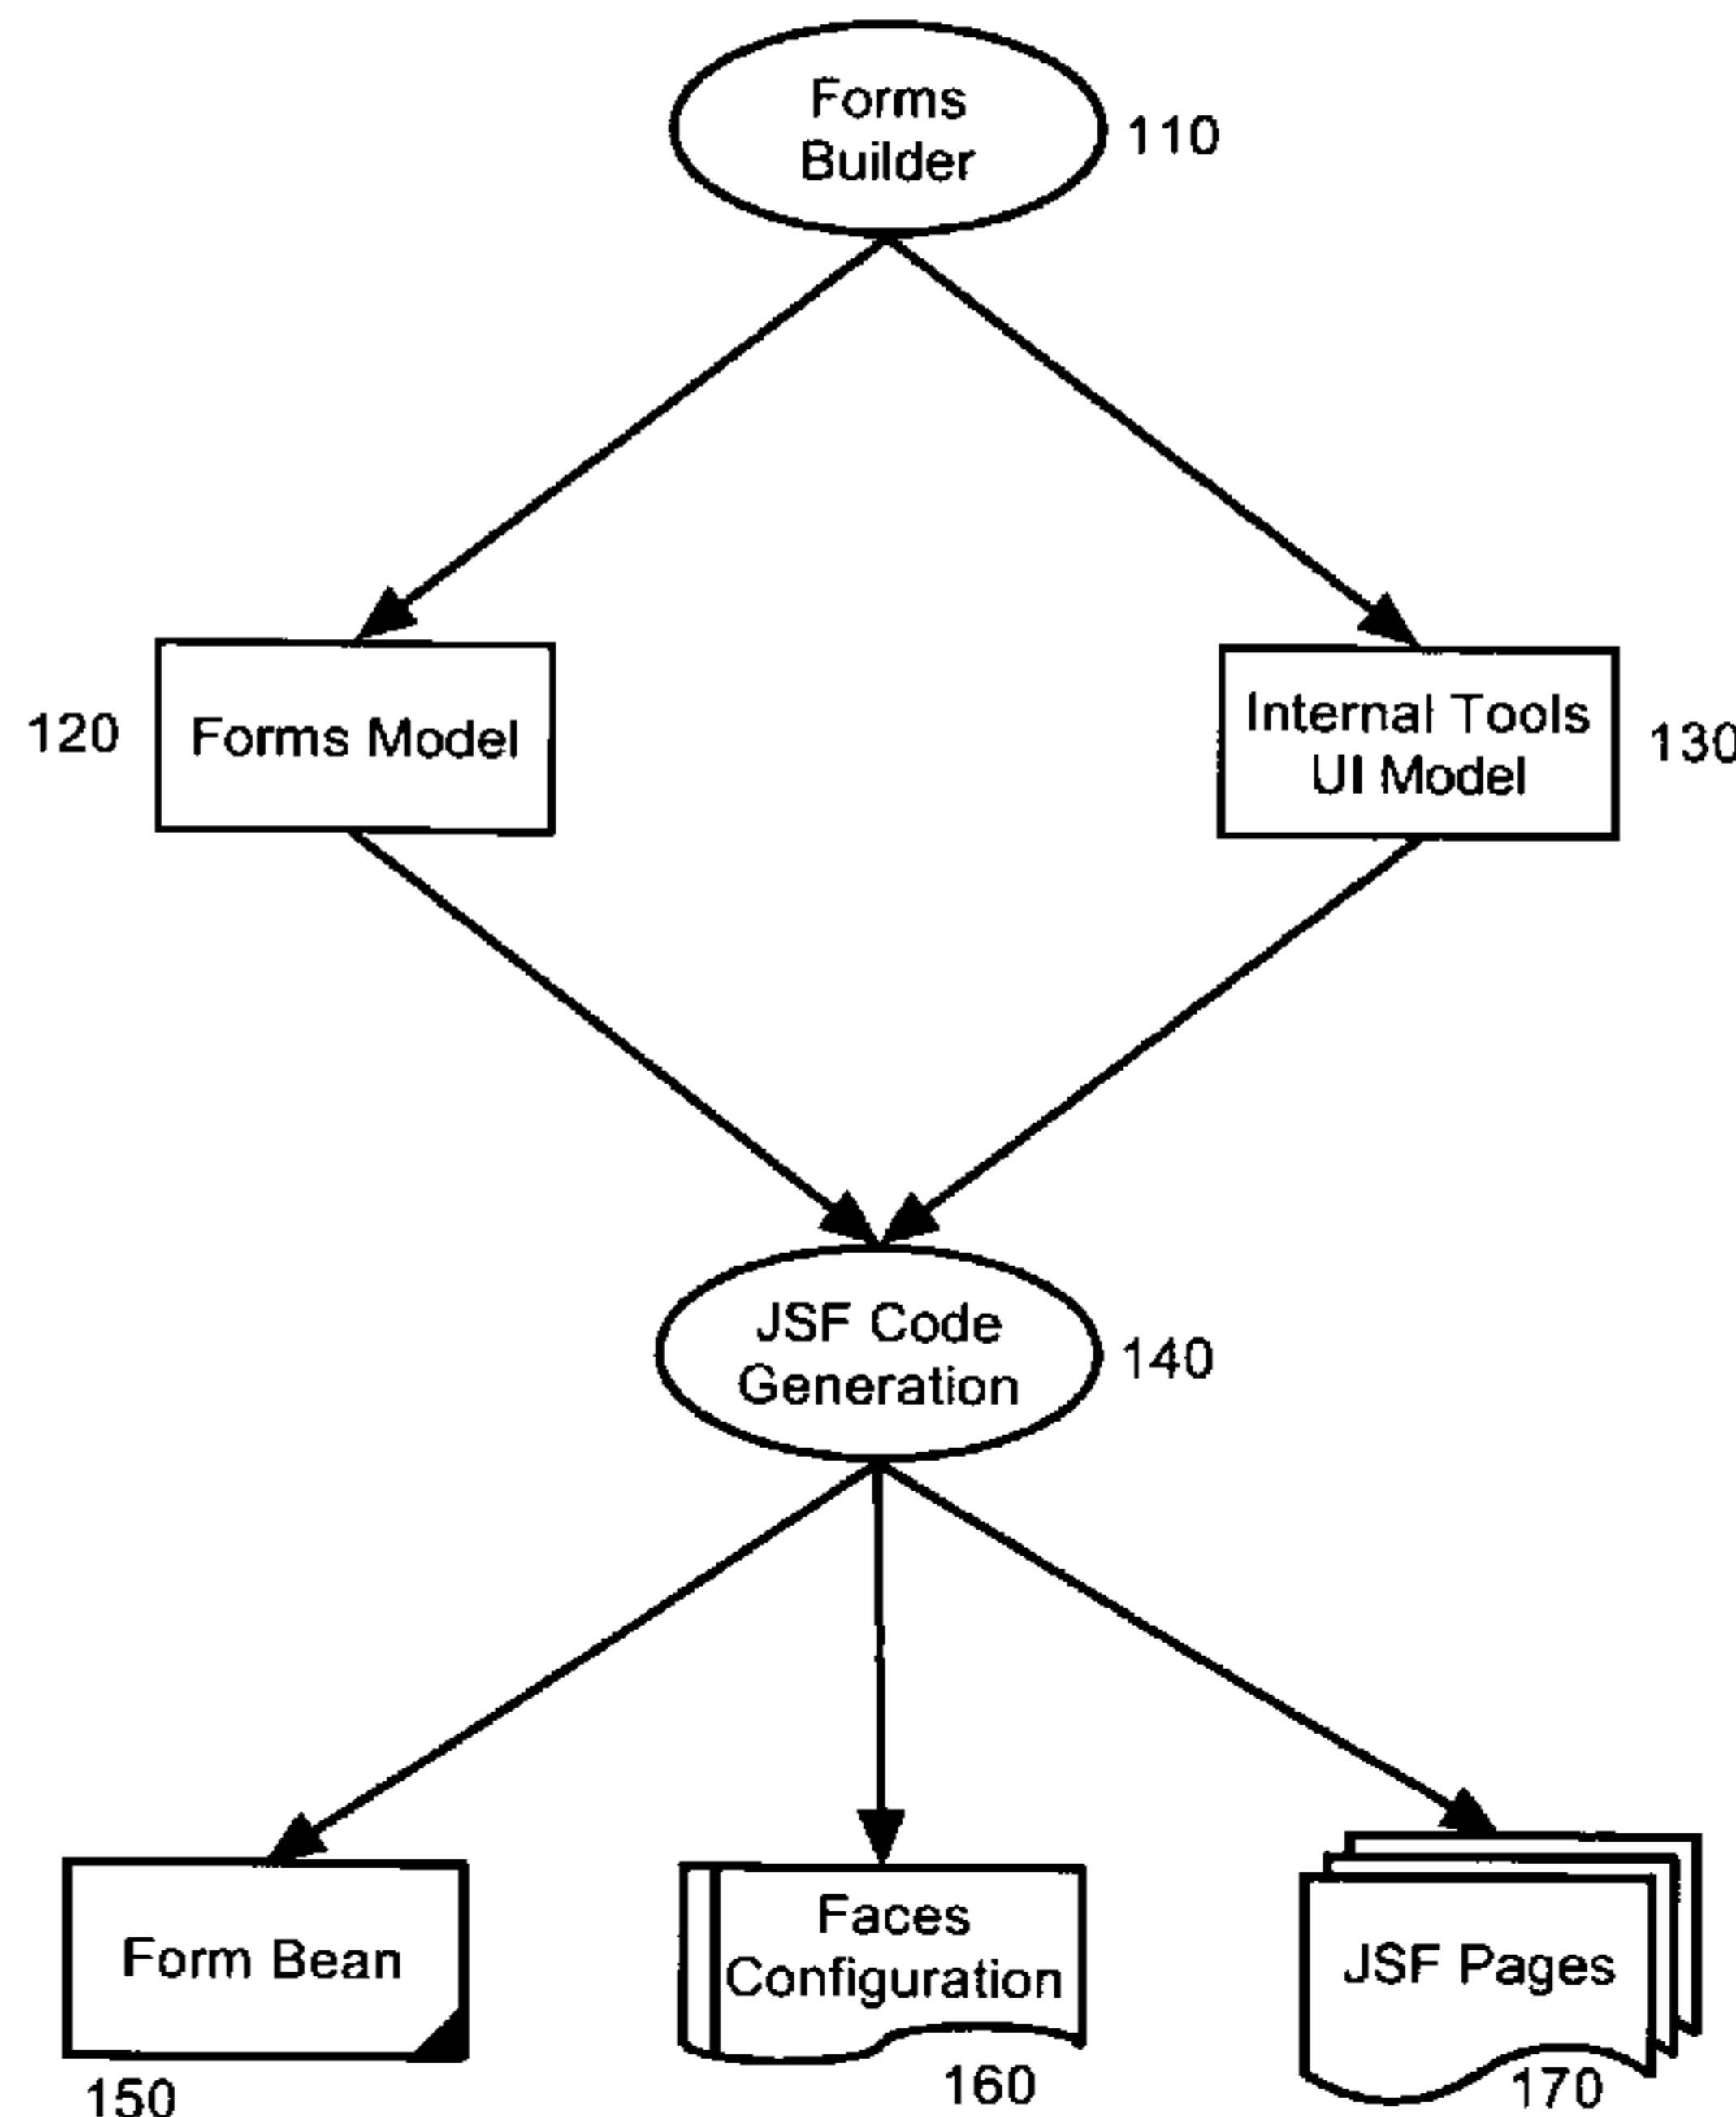 Forms
Builder
110
120
Forms Model
Internal Tools
UI Model
130
JSF Code
Generation
140
Form Bean
Faces
Configuration
JSF Pages
150
160
170